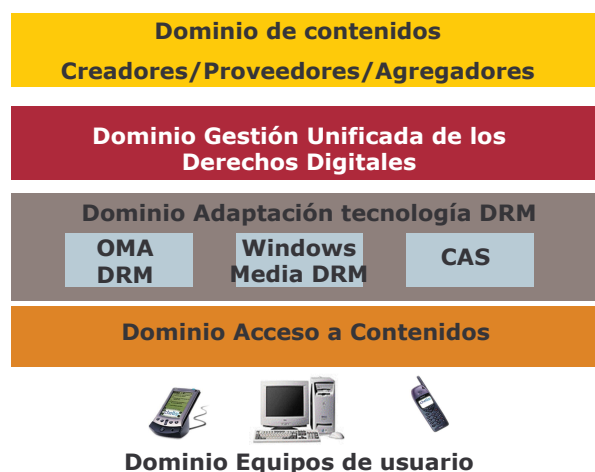 Dominio de contenidos
Creadores/Proveedores/Agregadores
Dominio Gestión Unificada de los
Derechos Digitales
Dominio Adaptación tecnología DRM
OMA
DRM
Windows
Media DRM
CAS
Dominio Acceso a Contenidos
Dominio Equipos de usuario